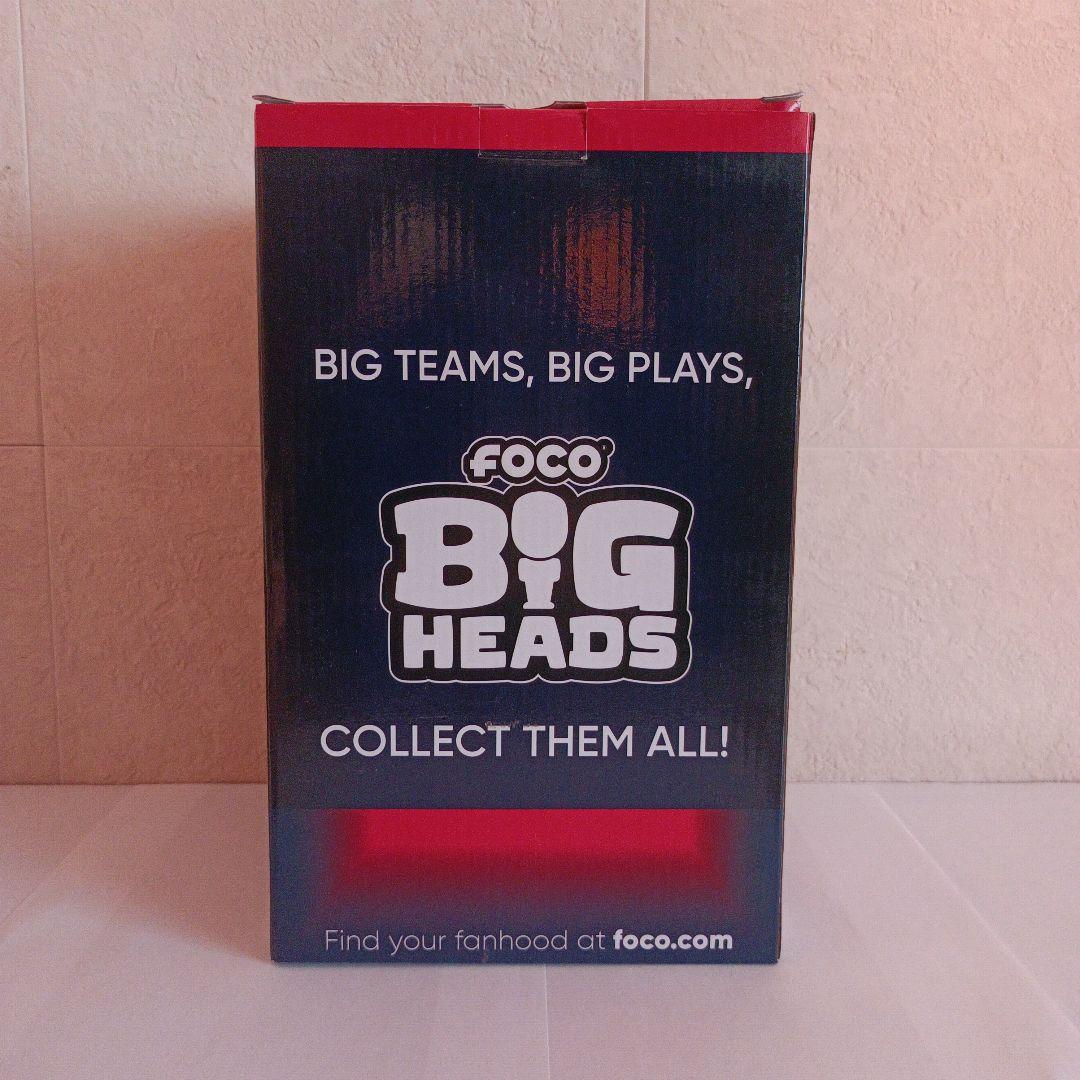 BIG TEAMS, BIG PLAYS,
FOCO
BIG
HEADS
COLLECT THEM ALL!
Find your fanhood at foco.com